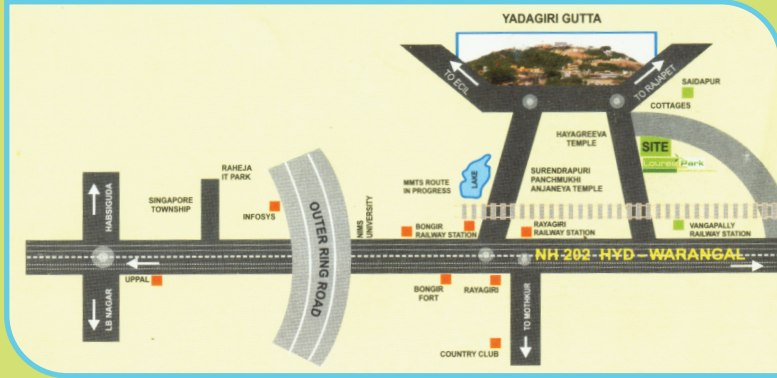 YADAGIRI GUTTA
TO ECIL
TO RAJAPET
SAIDAPUR
COTTAGES
HAYAGREEVA
TEMPLE
SITE
Park
RAHEJA
IT PARK
SINGAPORE
TOWNSHIP
INFOSYS
HABSIGUDA
OUTER RING ROAD
NIMS
UNIVERSITY
MMTS ROUTE
IN PROGRESS
LAKE
SURENDRAPURI
PANCHMUKHI
ANJANEYA TEMPLE
BONGIR
RAILWAY STATION
RAYAGIRI
RAILWAY STATION
VANGAPALLY
RAILWAY STATION
NH 202 HYD - WARANGAL
UPPAL
LB NAGAR
BONGIR
FORT
RAYAGIRI
TO MOTHKUR
COUNTRY CLUB